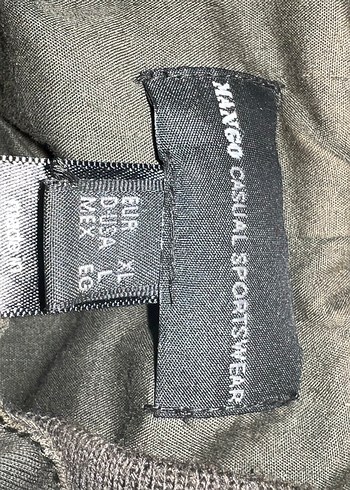 MANGO CASUAL SPORTSWEAR
EUR XL
D/USA L
MEX EG